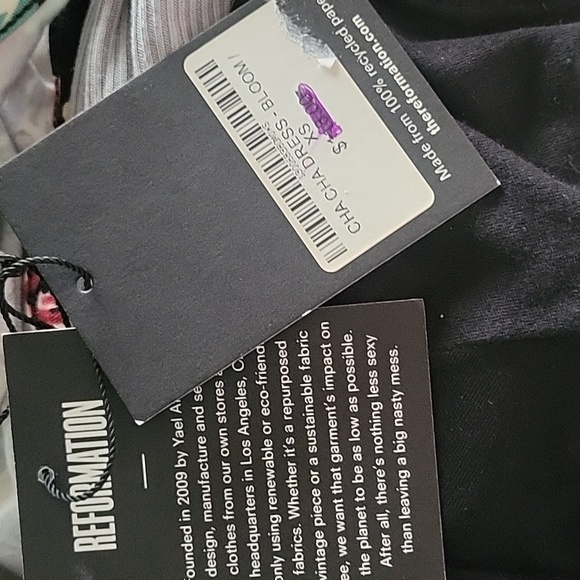 Made from 100% recycled pape
thereformation.com
CHA CHA DRESS - BLOOM /
XS
$
REFORMATION
founded in 2009 by Yael A
design, manufacture and se
clothes from our own stores
headquarters in Los Angeles, C
only using renewable or eco-friend
fabrics. Whether it's a repurposed
vintage piece or a sustainable fabric
ee, we want that garment's impact on
the planet to be as low as possible.
After all, there's nothing less sexy
than leaving a big nasty mess.